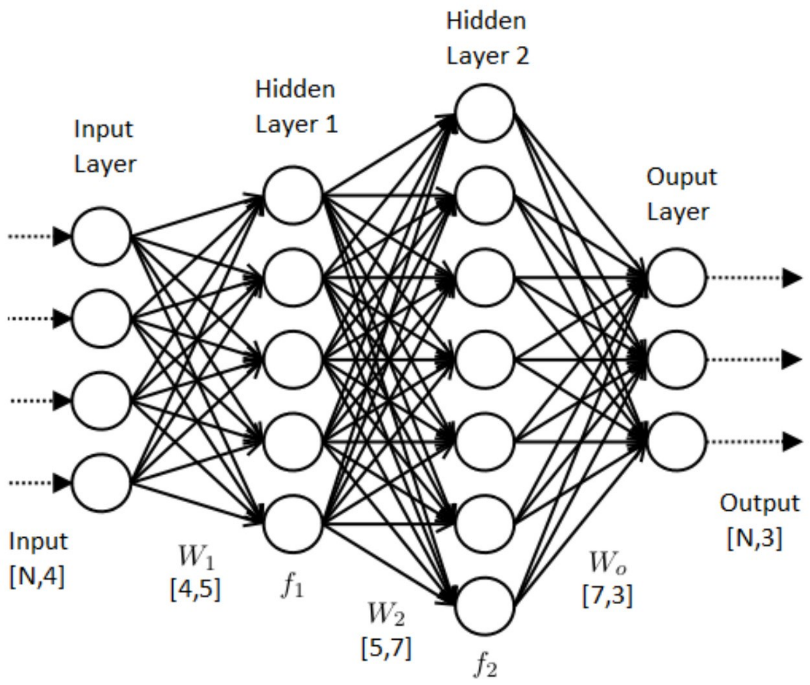 Hidden
Layer 2
Hidden
Layer 1
Input
Layer
Ouput
Layer
Input
[N,4]
W₁
[4,5]
f₁
W₂
[5,7]
f₂
Wₒ
[7,3]
Output
[N,3]